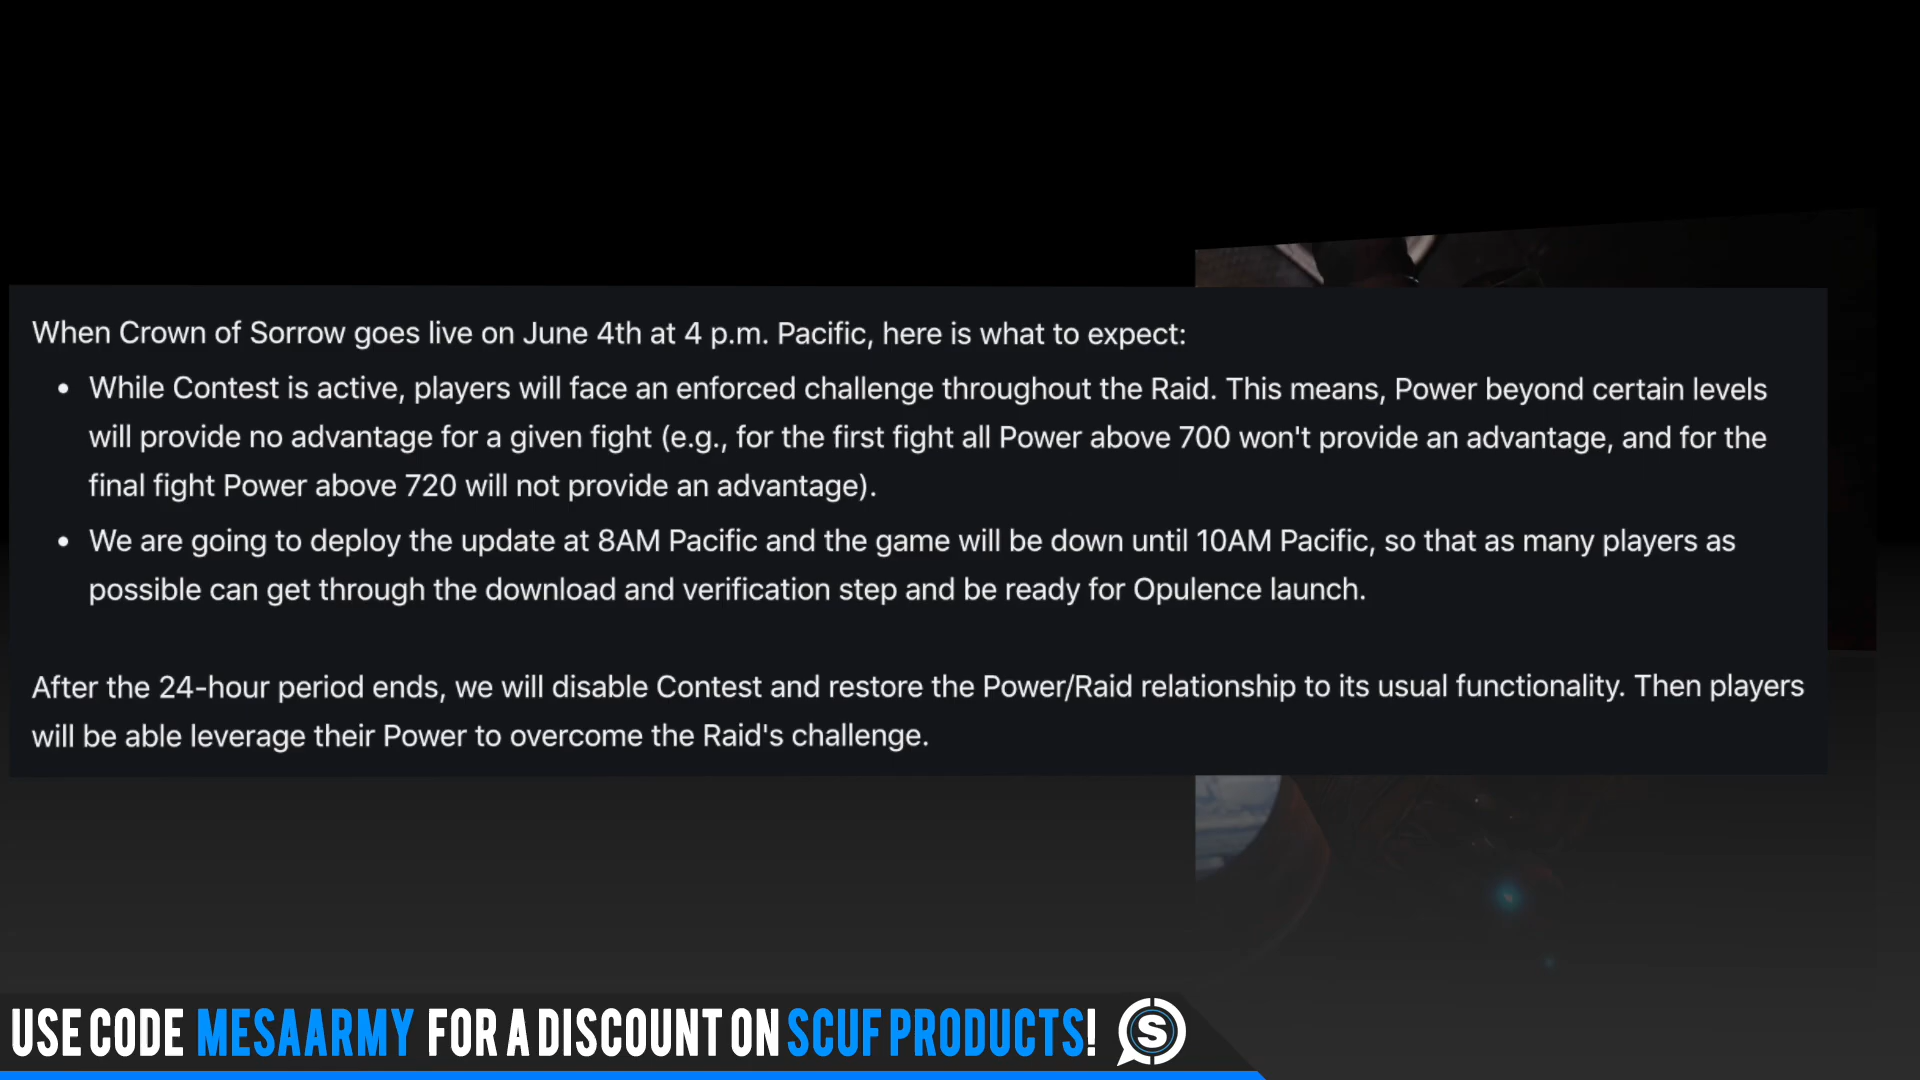 When Crown of Sorrow goes live on June 4th at 4 p.m. Pacific, here is what to expect:
• While Contest is active, players will face an enforced challenge throughout the Raid. This means, Power beyond certain levels
will provide no advantage for a given fight (e.g., for the first fight all Power above 700 won't provide an advantage, and for the
final fight Power above 720 will not provide an advantage).
• We are going to deploy the update at 8AM Pacific and the game will be down until 10AM Pacific, so that as many players as
possible can get through the download and verification step and be ready for Opulence launch.
After the 24-hour period ends, we will disable Contest and restore the Power/Raid relationship to its usual functionality. Then players
will be able leverage their Power to overcome the Raid's challenge.
USE CODE MESAARMY FOR A DISCOUNT ON SCUF PRODUCTS! S